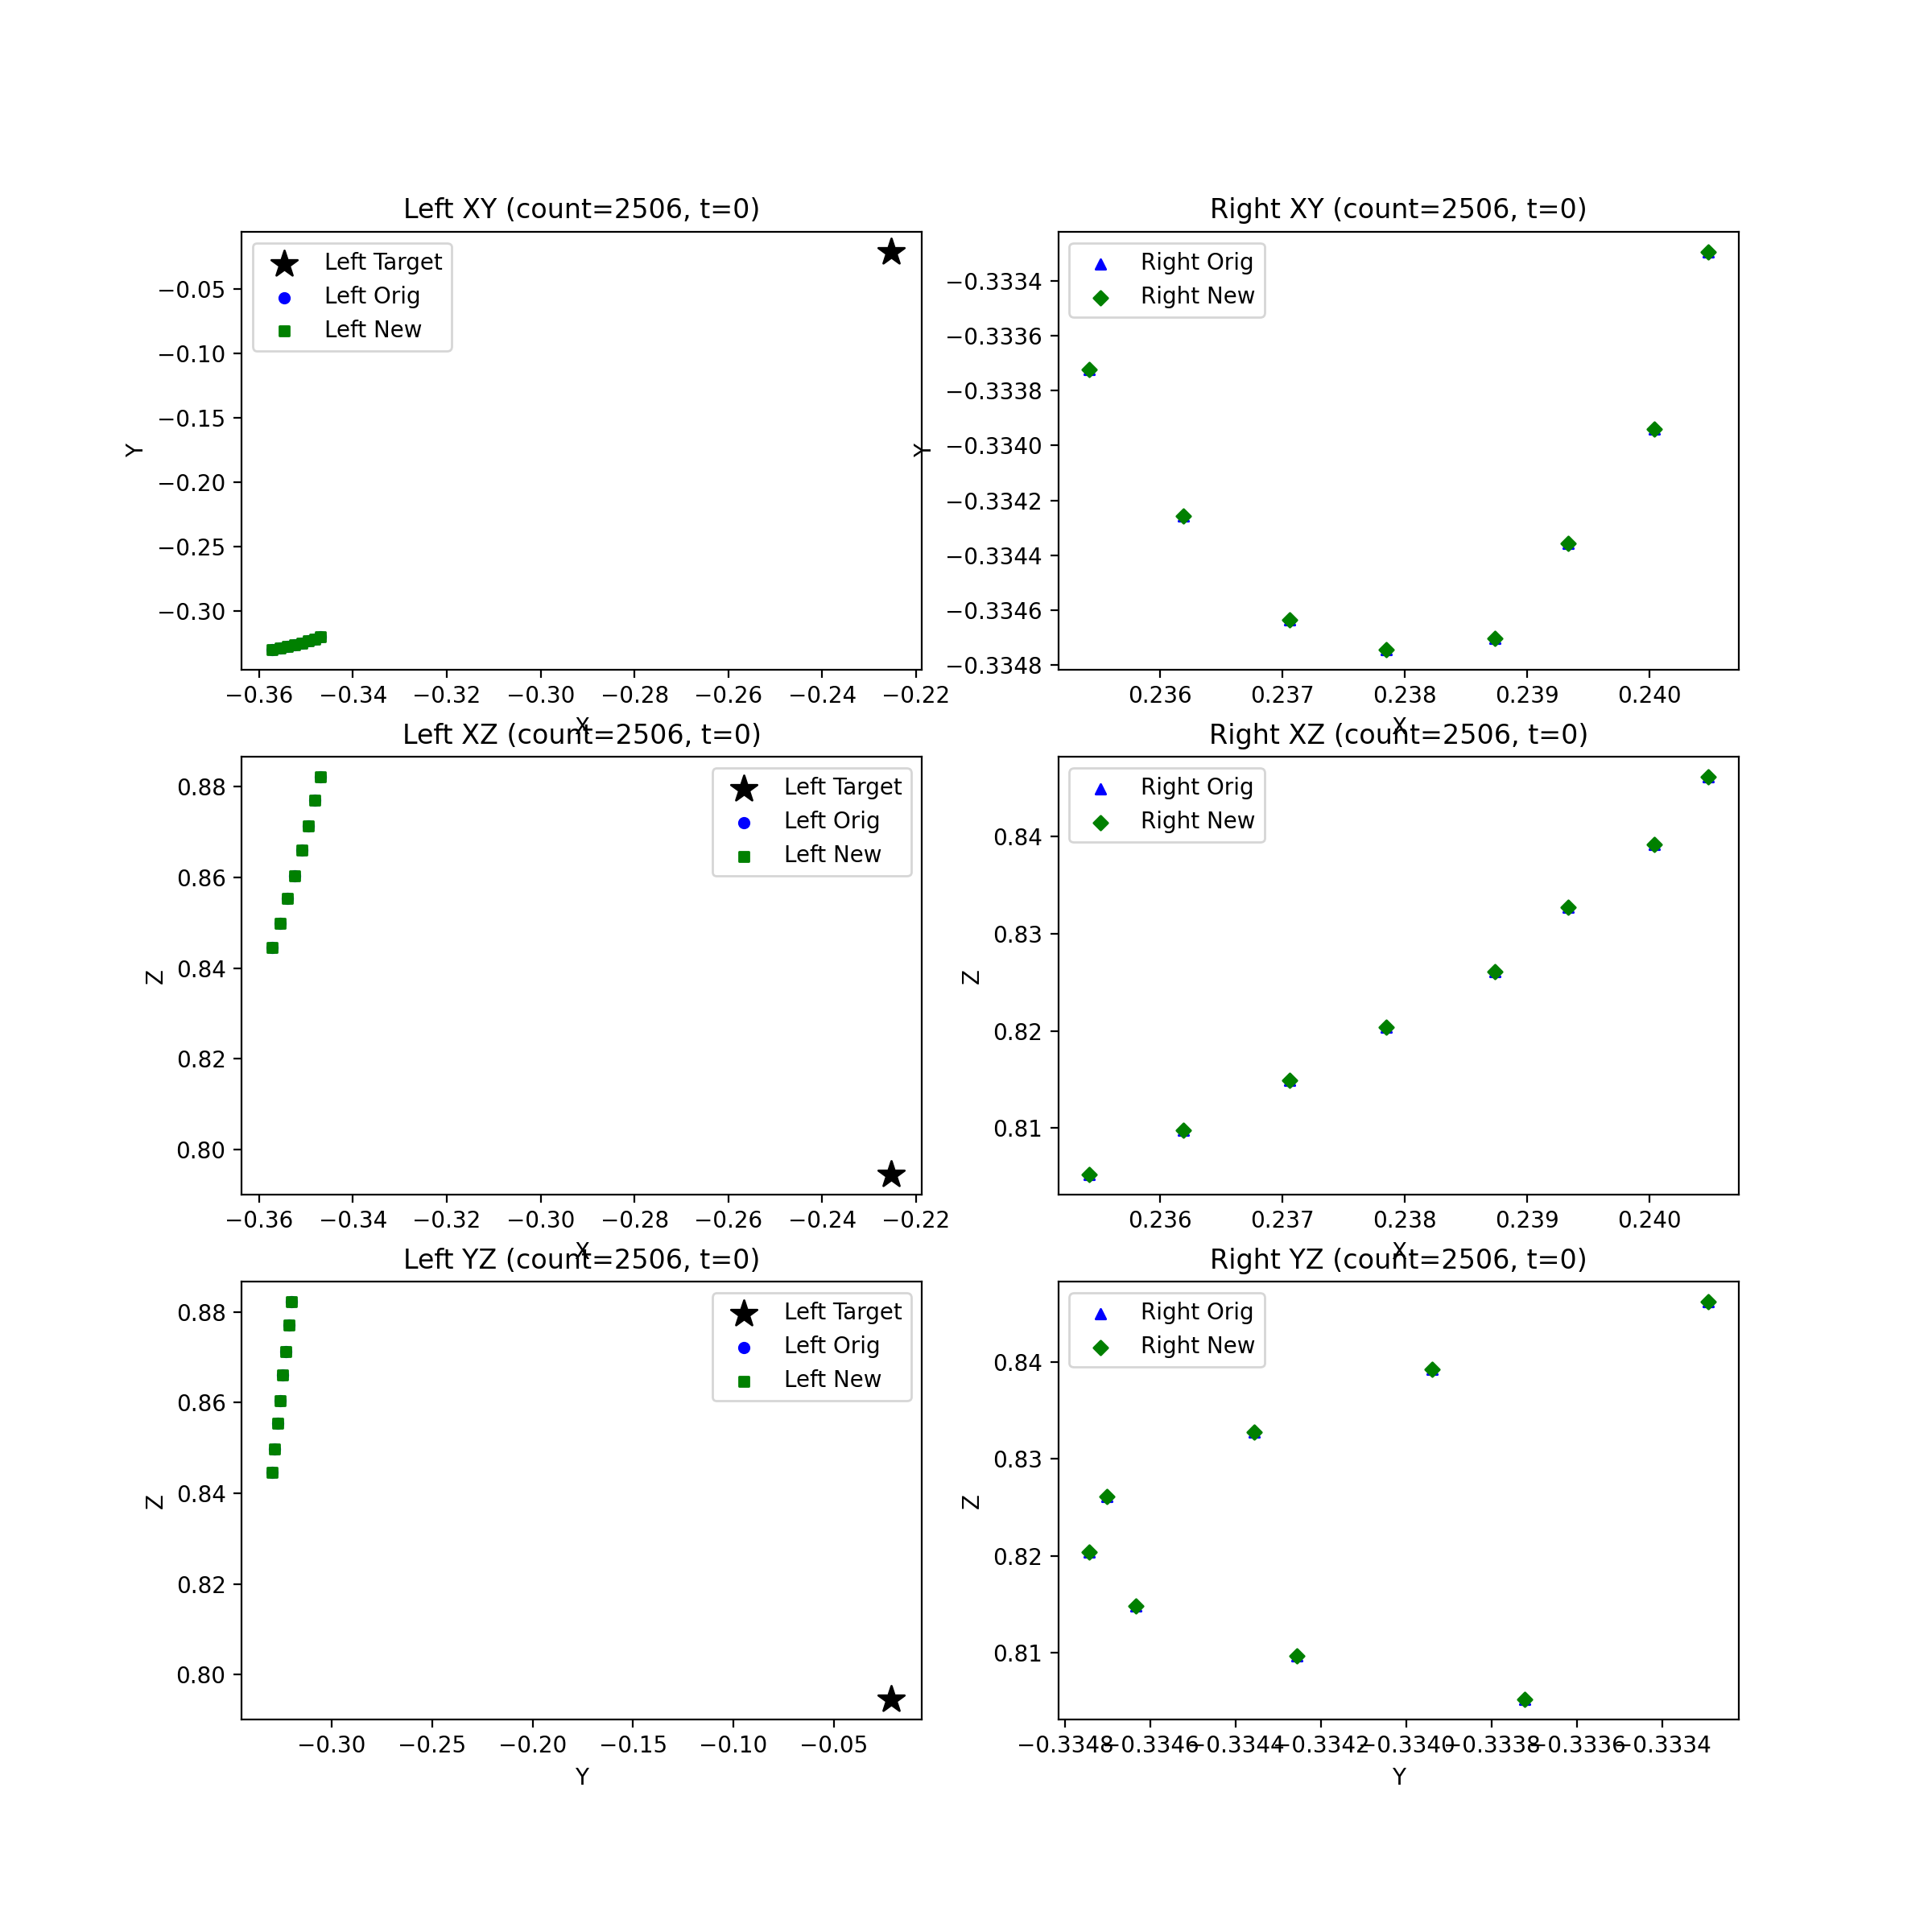 Left XY (count=2506, t=0)
Left Target
Left Orig
Left New
Y
−0.05
−0.10
−0.15
−0.20
−0.25
−0.30
−0.36 −0.34 −0.32 −0.30 −0.28 −0.26 −0.24 −0.22
X
Right XY (count=2506, t=0)
Right Orig
Right New
Y
−0.3334
−0.3336
−0.3338
−0.3340
−0.3342
−0.3344
−0.3346
−0.3348
0.236 0.237 0.238 0.239 0.240
X
Left XZ (count=2506, t=0)
Left Target
Left Orig
Left New
Z
0.88
0.86
0.84
0.82
0.80
−0.36 −0.34 −0.32 −0.30 −0.28 −0.26 −0.24 −0.22
X
Right XZ (count=2506, t=0)
Right Orig
Right New
Z
0.84
0.83
0.82
0.81
0.236 0.237 0.238 0.239 0.240
X
Left YZ (count=2506, t=0)
Left Target
Left Orig
Left New
Z
0.88
0.86
0.84
0.82
0.80
−0.30 −0.25 −0.20 −0.15 −0.10 −0.05
Y
Right YZ (count=2506, t=0)
Right Orig
Right New
Z
0.84
0.83
0.82
0.81
−0.3348 −0.3346 −0.3344 −0.3342 −0.3340 −0.3338 −0.3336 −0.3334
Y